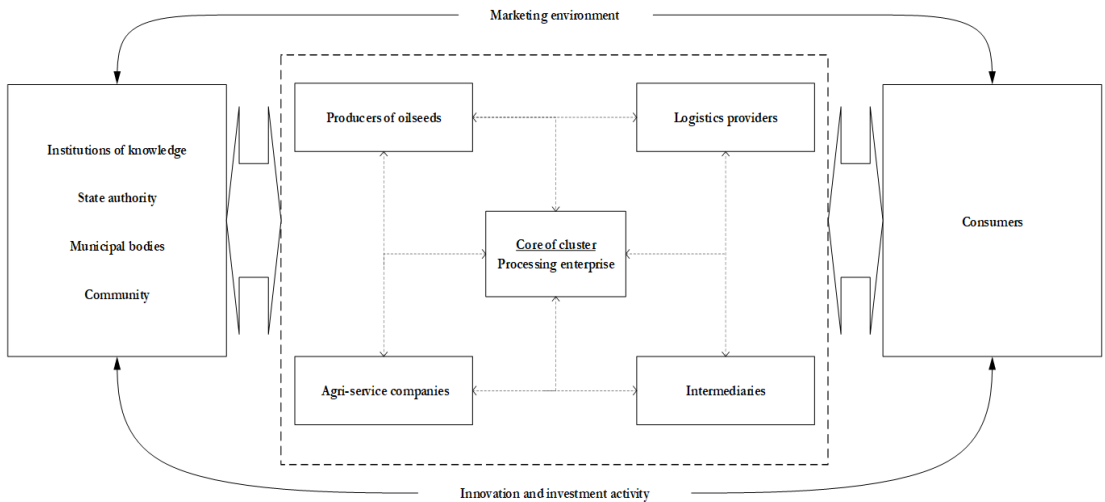 Marketing environment
Producers of oilseeds
Logistics providers
Institutions of knowledge
State authority
Municipal bodies
Community
Core of cluster
Processing enterprise
Consumers
Agri-service companies
Intermediaries
Innovation and investment activity